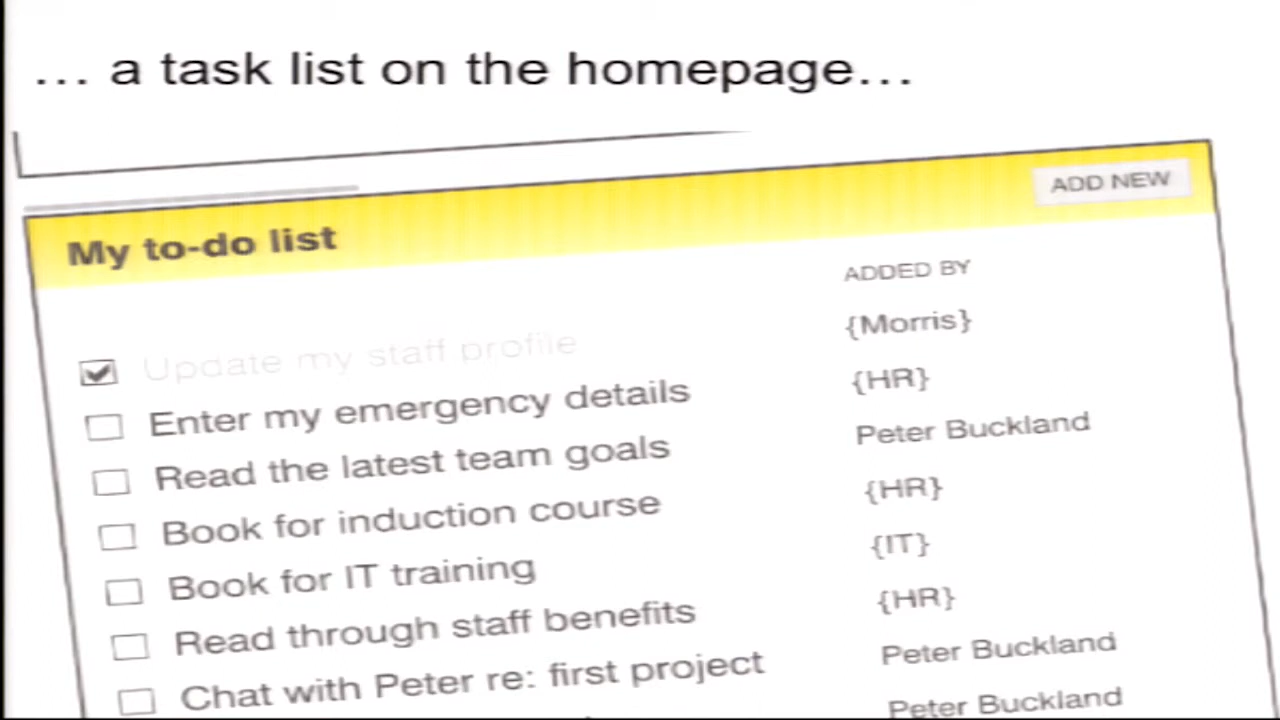 … a task list on the homepage…
My to-do list ADD NEW
ADDED BY
Update my staff profile {Morris}
Enter my emergency details {HR}
Read the latest team goals Peter Buckland
Book for induction course {HR}
Book for IT training {IT}
Read through staff benefits {HR}
Chat with Peter re: first project Peter Buckland
Peter Buckland